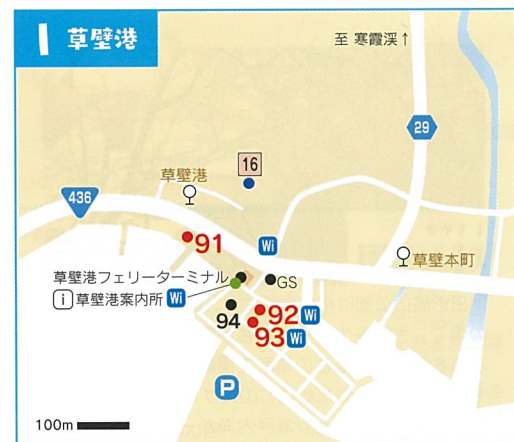 草壁港
至 寒霞渓↑
29
16
草壁港
436
91
Wi
草壁本町
草壁港フェリーターミナル
GS
i 草壁港案内所 Wi
94
92 Wi
93 Wi
P
100m